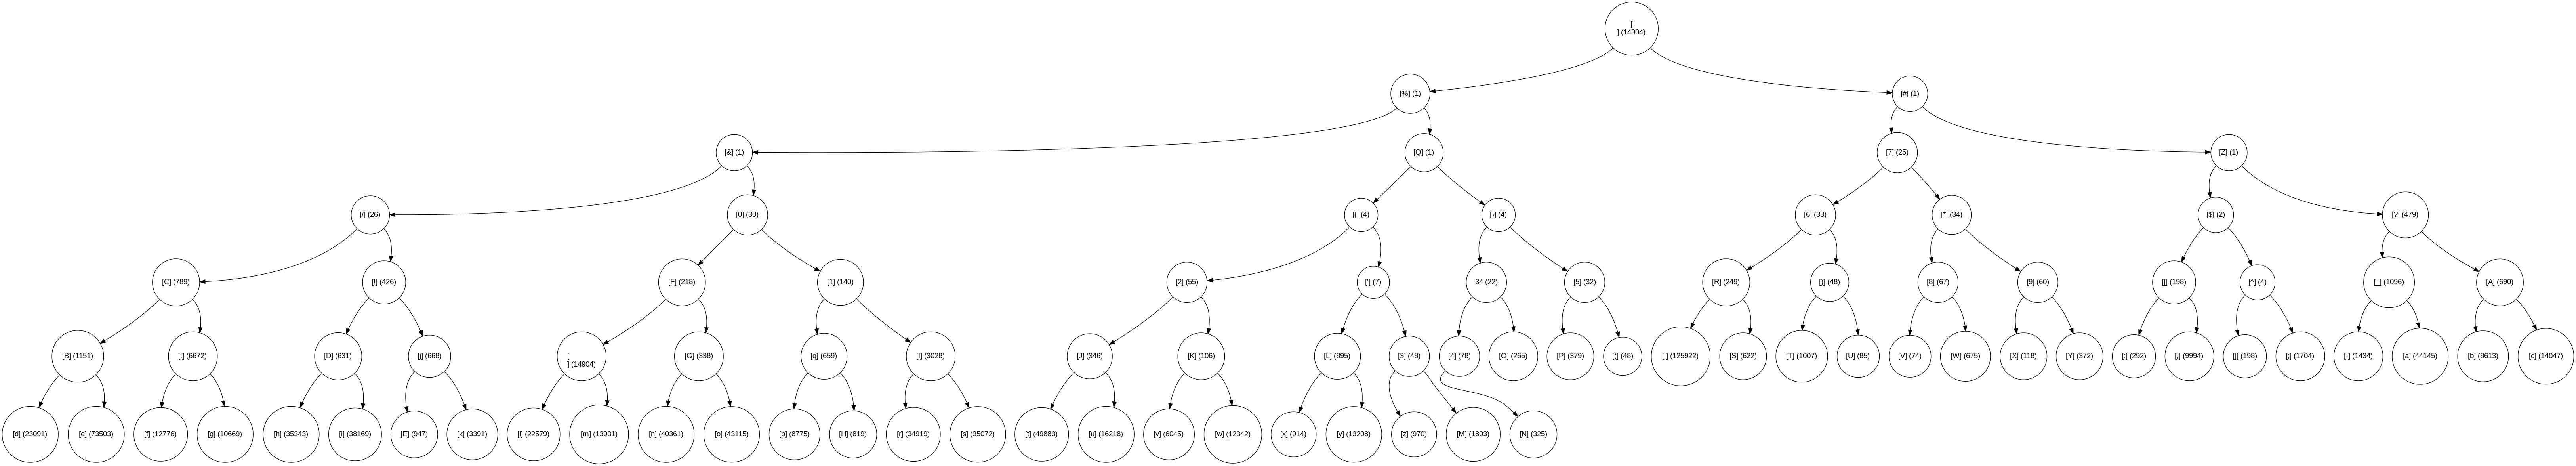 [
] (14904)
[%] (1)
[#] (1)
[&] (1)
[Q] (1)
[7] (25)
[Z] (1)
[/] (26)
[0] (30)
[(] (4)
[)] (4)
[6] (33)
[*] (34)
[$] (2)
[?] (479)
[C] (789)
[!] (426)
[F] (218)
[1] (140)
[2] (55)
['] (7)
34 (22)
[5] (32)
[R] (249)
[}] (48)
[8] (67)
[9] (60)
[[] (198)
[^] (4)
[_] (1096)
[A] (690)
[B] (1151)
[.] (6672)
[D] (631)
[j] (668)
[
] (14904)
[G] (338)
[q] (659)
[I] (3028)
[J] (346)
[K] (106)
[L] (895)
[3] (48)
[4] (78)
[O] (265)
[P] (379)
[{] (48)
[ ] (125922)
[S] (622)
[T] (1007)
[U] (85)
[V] (74)
[W] (675)
[X] (118)
[Y] (372)
[:] (292)
[,] (9994)
[]] (198)
[;] (1704)
[-] (1434)
[a] (44145)
[b] (8613)
[c] (14047)
[d] (23091)
[e] (73503)
[f] (12776)
[g] (10669)
[h] (35343)
[i] (38169)
[E] (947)
[k] (3391)
[l] (22579)
[m] (13931)
[n] (40361)
[o] (43115)
[p] (8775)
[H] (819)
[r] (34919)
[s] (35072)
[t] (49883)
[u] (16218)
[v] (6045)
[w] (12342)
[x] (914)
[y] (13208)
[z] (970)
[M] (1803)
[N] (325)